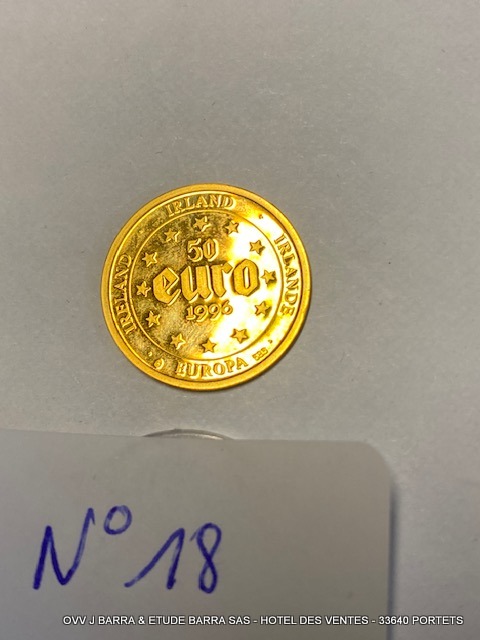 IRLAND
IRELAND
IRLANDE
50
euro
1996
EUROPA
N° 18
OVV J BARRA & ETUDE BARRA SAS - HOTEL DES VENTES - 33640 PORTETS